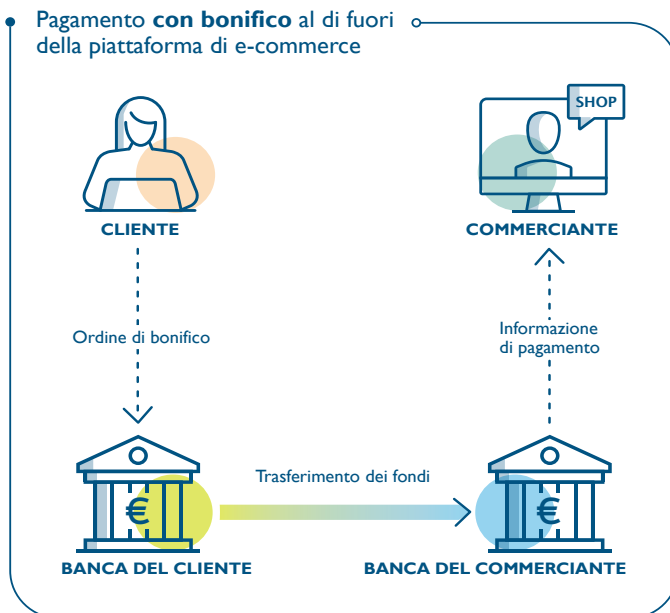 Pagamento con bonifico al di fuori
della piattaforma di e-commerce
SHOP
CLIENTE
COMMERCIANTE
Ordine di bonifico
Informazione
di pagamento
Trasferimento dei fondi
€
€
BANCA DEL CLIENTE
BANCA DEL COMMERCIANTE